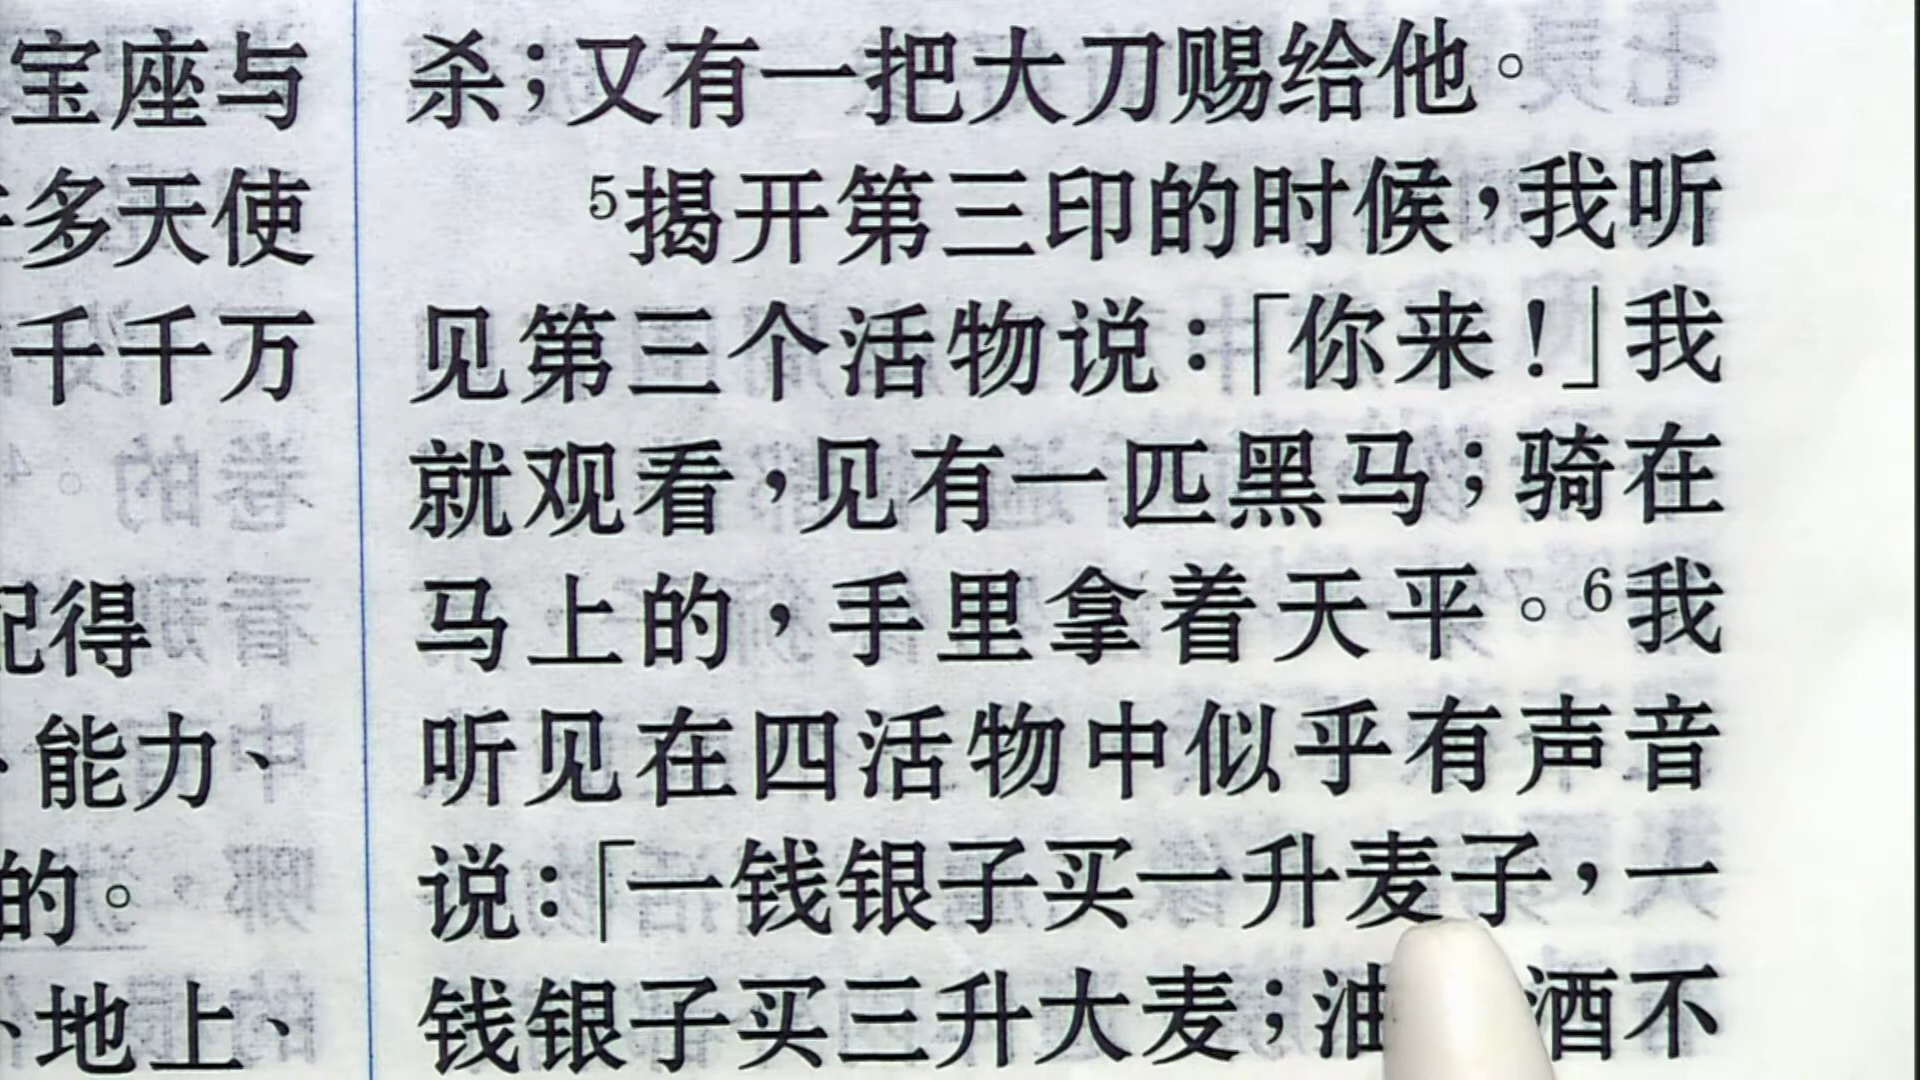 宝座与
多天使
千千万
得
能力、
的。
、地上、
杀；又有一把大刀赐给他。
5揭开第三印的时候，我听
见第三个活物说：「你来！」我
就观看，见有一匹黑马；骑在
马上的，手里拿着天平。6我
听见在四活物中似乎有声音
说：「一钱银子买一升麦子，一
钱银子买三升大麦；油 酒不